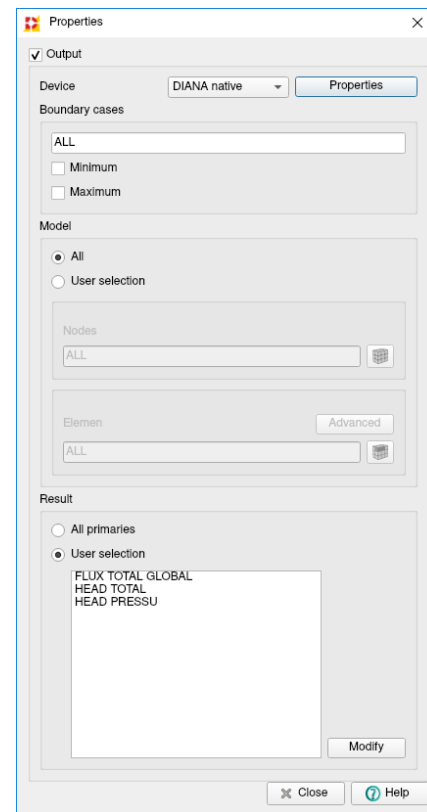 Properties
Output
Device DIANA native Properties
Boundary cases
ALL
Minimum
Maximum
Model
All
User selection
Nodes
ALL
Elemen Advanced
ALL
Result
All primaries
User selection
FLUX TOTAL GLOBAL
HEAD TOTAL
HEAD PRESSU
Modify
Close Help